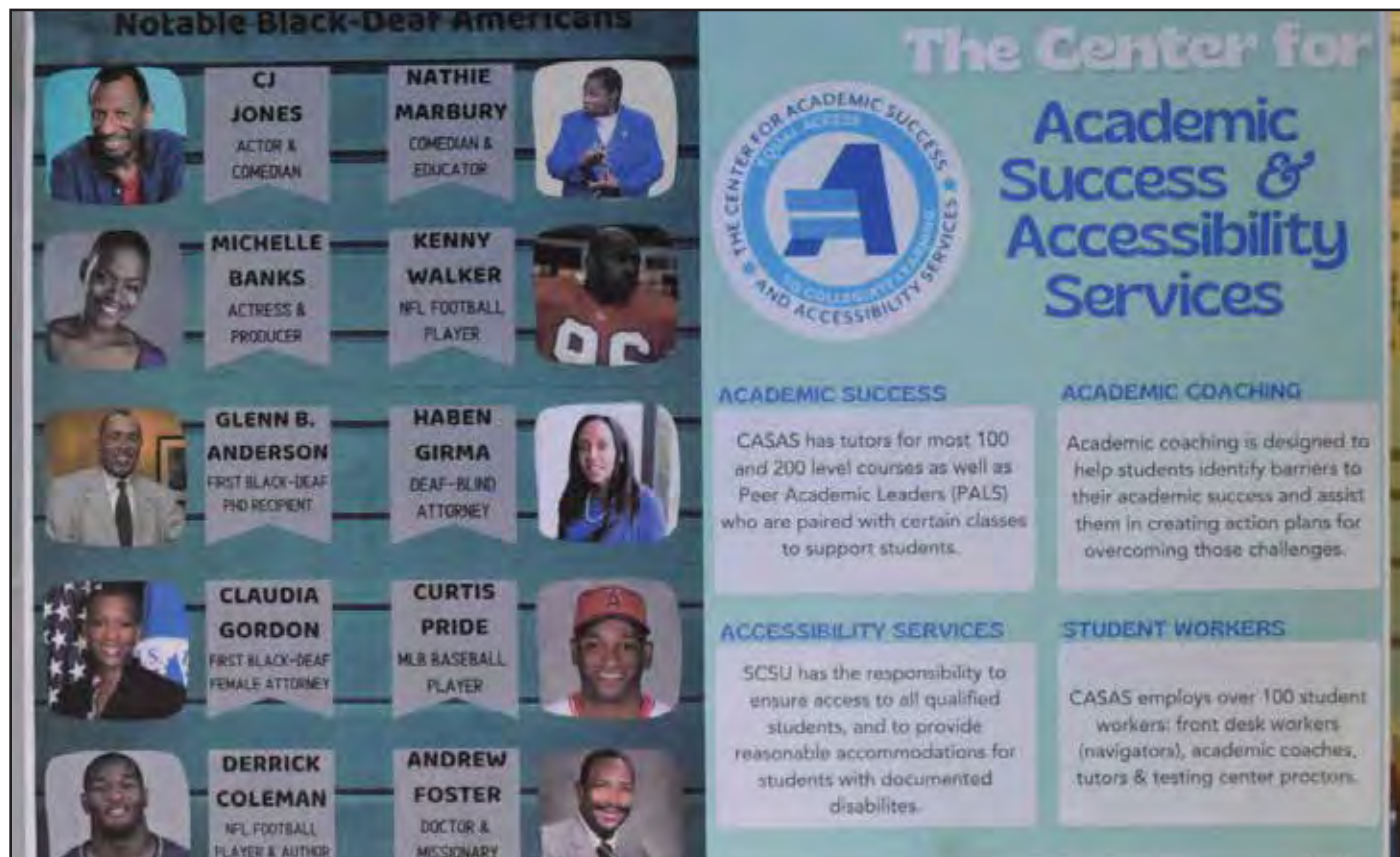 Notable Black-Deaf Americans
CJ
JONES
ACTOR &
COMEDIAN
NATHIE
MARBURY
COMEDIAN &
EDUCATOR
MICHELLE
BANKS
ACTRESS &
PRODUCER
KENNY
WALKER
NFL FOOTBALL
PLAYER
96
GLENN B.
ANDERSON
FIRST BLACK-DEAF
PHD RECIPIENT
HABEN
GIRMA
DEAF-BLIND
ATTORNEY
CLAUDIA
GORDON
FIRST BLACK-DEAF
FEMALE ATTORNEY
CURTIS
PRIDE
MLB BASEBALL
PLAYER
A
DERRICK
COLEMAN
NFL FOOTBALL
PLAYER & AUTHOR
ANDREW
FOSTER
DOCTOR &
MISSIONARY
The Center for
Academic
Success &
Accessibility
Services
THE CENTER FOR ACADEMIC SUCCESS
AND ACCESSIBILITY SERVICES
EQUAL ACCESS
TO COLLEGIATE LEARNING
A
ACADEMIC SUCCESS
CASAS has tutors for most 100
and 200 level courses as well as
Peer Academic Leaders (PALS)
who are paired with certain classes
to support students.
ACADEMIC COACHING
Academic coaching is designed to
help students identify barriers to
their academic success and assist
them in creating action plans for
overcoming those challenges.
ACCESSIBILITY SERVICES
SCSU has the responsibility to
ensure access to all qualified
students, and to provide
reasonable accommodations for
students with documented
disabilites.
STUDENT WORKERS
CASAS employs over 100 student
workers: front desk workers
(navigators), academic coaches,
tutors & testing center proctors.